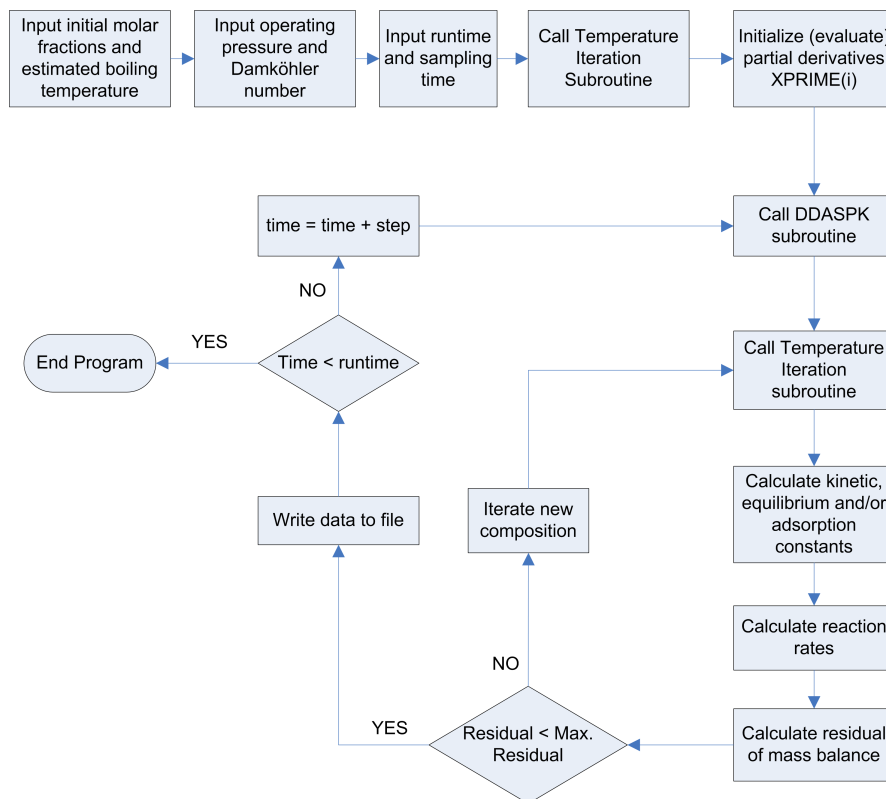 Input initial molar
fractions and
estimated boiling
temperature
Input operating
pressure and
Damköhler
number
Input runtime
and sampling
time
Call Temperature
Iteration
Subroutine
Initialize (evaluate)
partial derivatives
XPRIME(i)
time = time + step
Call DDASPK
subroutine
NO
YES
End Program
Time < runtime
Call Temperature
Iteration
subroutine
Write data to file
Iterate new
composition
Calculate kinetic,
equilibrium and/or
adsorption
constants
Calculate reaction
rates
NO
YES
Residual < Max.
Residual
Calculate residual
of mass balance